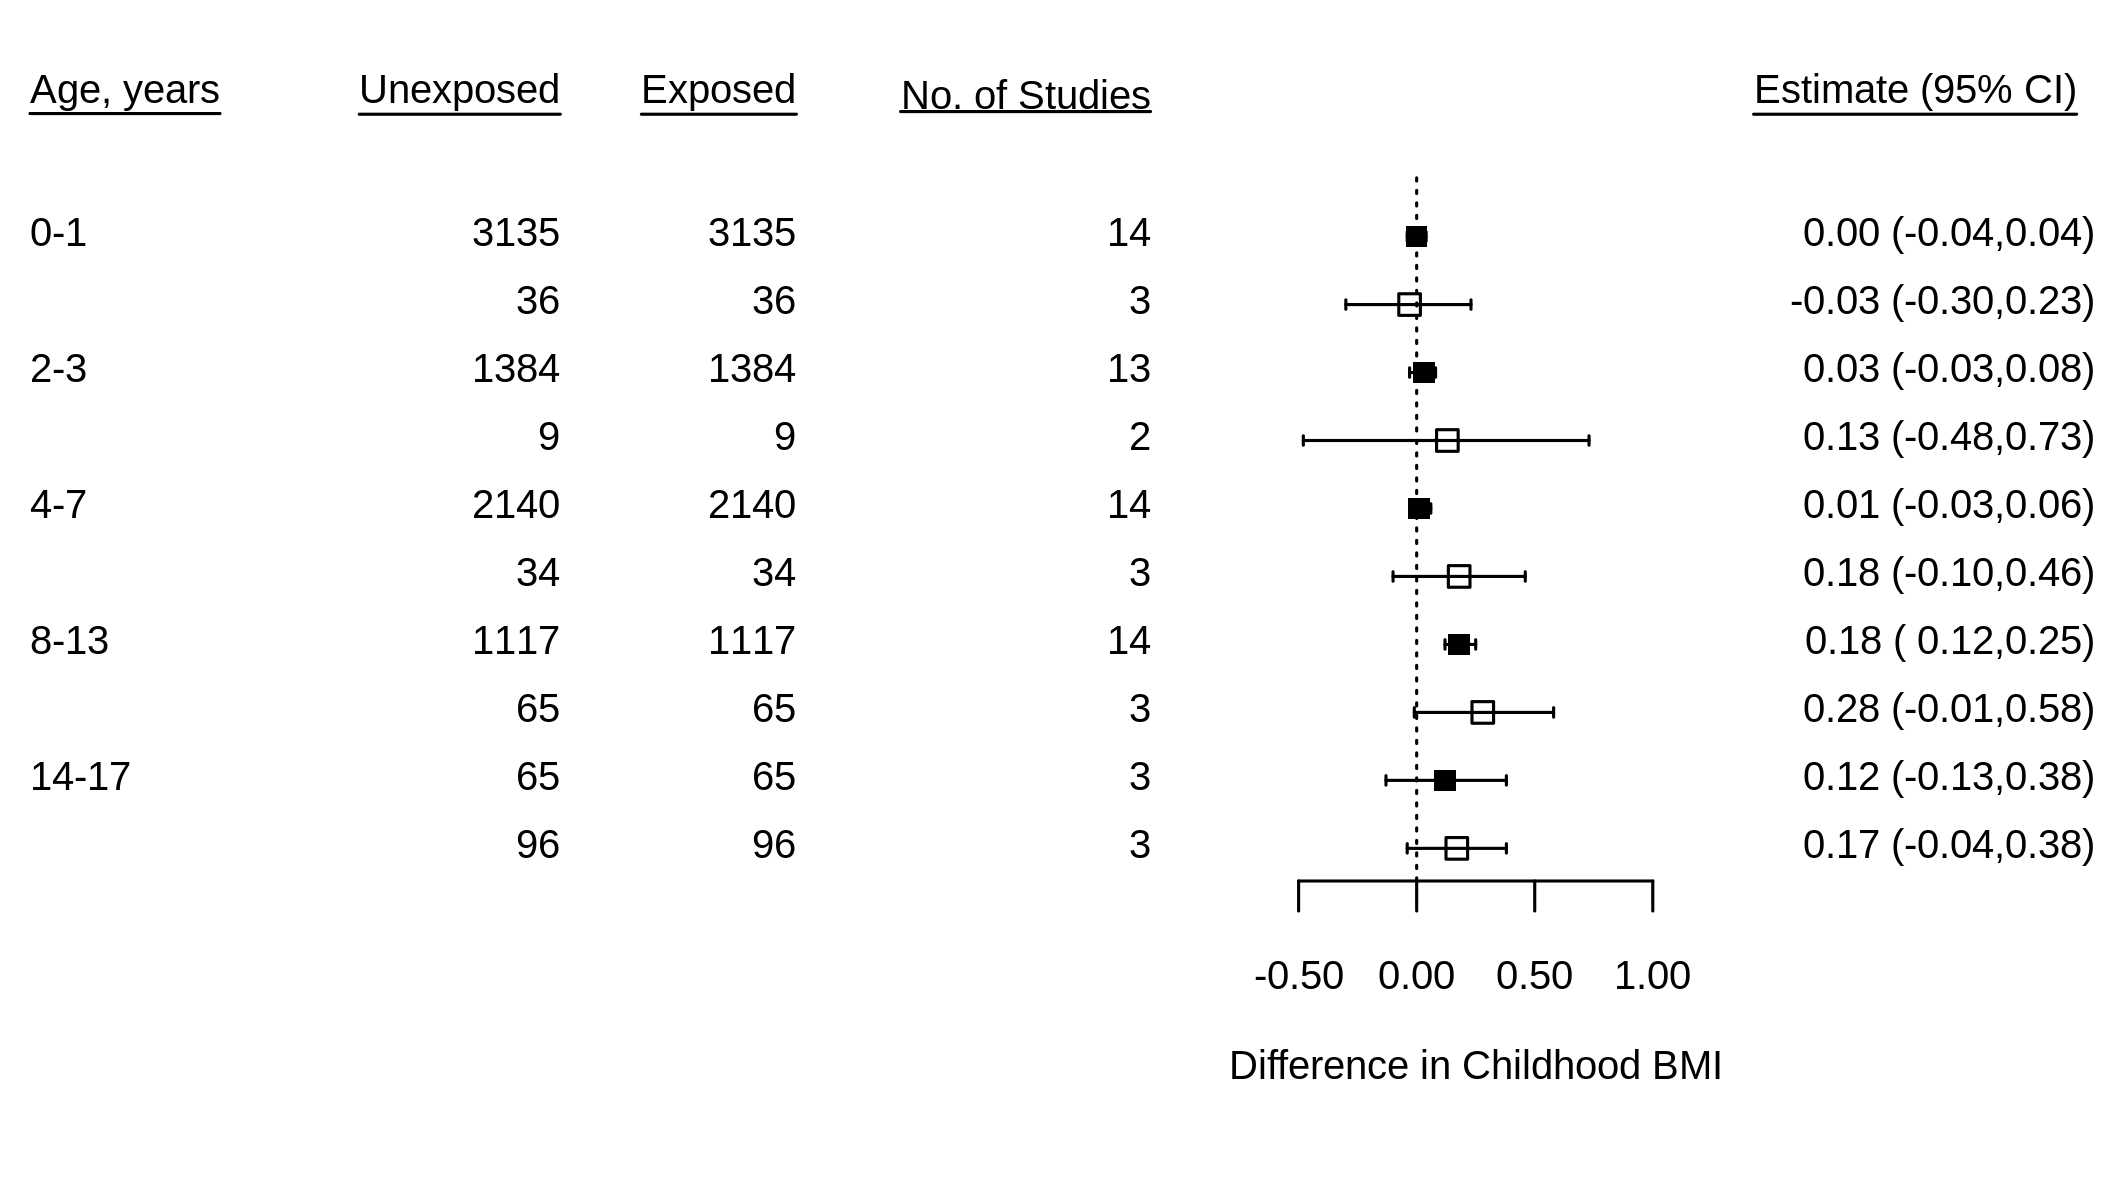 Age, years Unexposed Exposed No. of Studies Estimate (95% CI)
0-1 3135 3135 14 0.00 (-0.04,0.04)
36 36 3 -0.03 (-0.30,0.23)
2-3 1384 1384 13 0.03 (-0.03,0.08)
9 9 2 0.13 (-0.48,0.73)
4-7 2140 2140 14 0.01 (-0.03,0.06)
34 34 3 0.18 (-0.10,0.46)
8-13 1117 1117 14 0.18 ( 0.12,0.25)
65 65 3 0.28 (-0.01,0.58)
14-17 65 65 3 0.12 (-0.13,0.38)
96 96 3 0.17 (-0.04,0.38)
-0.50 0.00 0.50 1.00
Difference in Childhood BMI